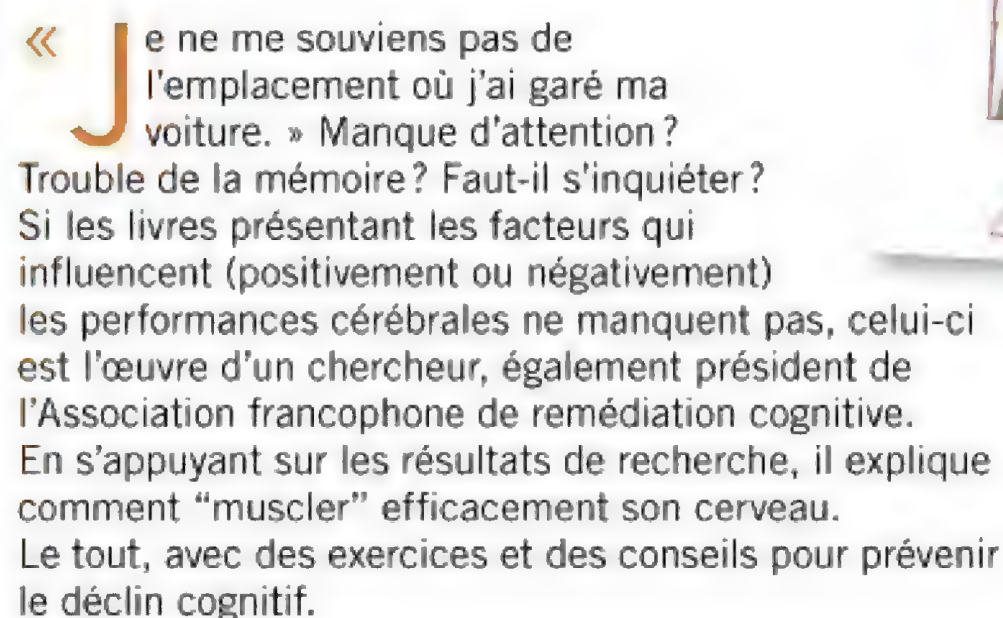 « Je ne me souviens pas de
l'emplacement où j'ai garé ma
voiture. » Manque d'attention ?
Trouble de la mémoire ? Faut-il s'inquiéter ?
Si les livres présentant les facteurs qui
influencent (positivement ou négativement)
les performances cérébrales ne manquent pas, celui-ci
est l'œuvre d'un chercheur, également président de
l'Association francophone de remédiation cognitive.
En s'appuyant sur les résultats de recherche, il explique
comment “muscler” efficacement son cerveau.
Le tout, avec des exercices et des conseils pour prévenir
le déclin cognitif.